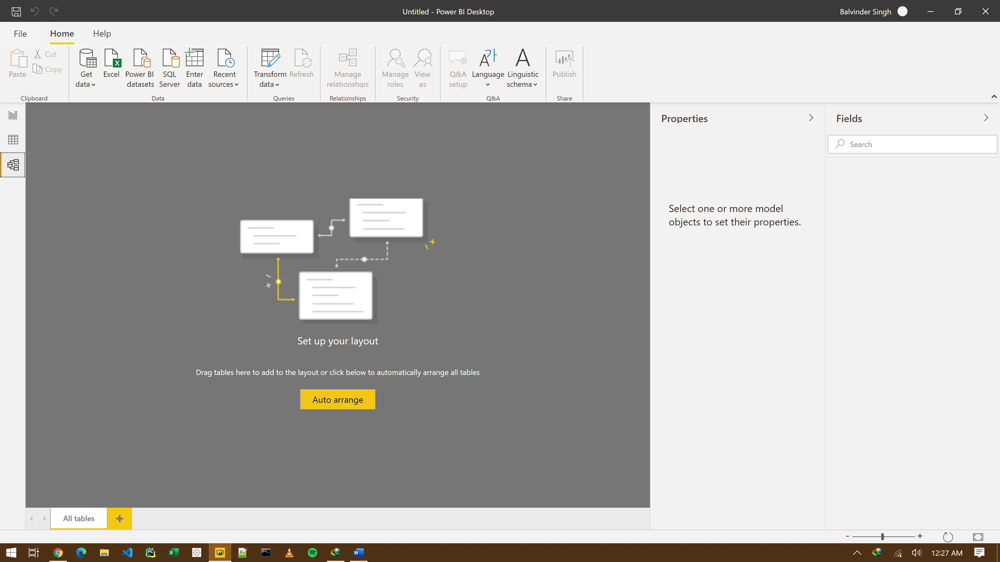 Untitled - Power BI Desktop
Balvinder Singh
File
Home
Help
Paste
Cut
Copy
Clipboard
Get
data
Excel
Power BI
datasets
SQL
Server
Enter
data
Recent
sources
Data
Transform
data
Refresh
Queries
Manage
relationships
Relationships
Manage
roles
View
as
Security
Q&A
setup
Language
Linguistic
schema
Q&A
Publish
Share
Properties
Select one or more model
objects to set their properties.
Fields
Search
Set up your layout
Drag tables here to add to the layout or click below to automatically arrange all tables
Auto arrange
All tables
12:27 AM